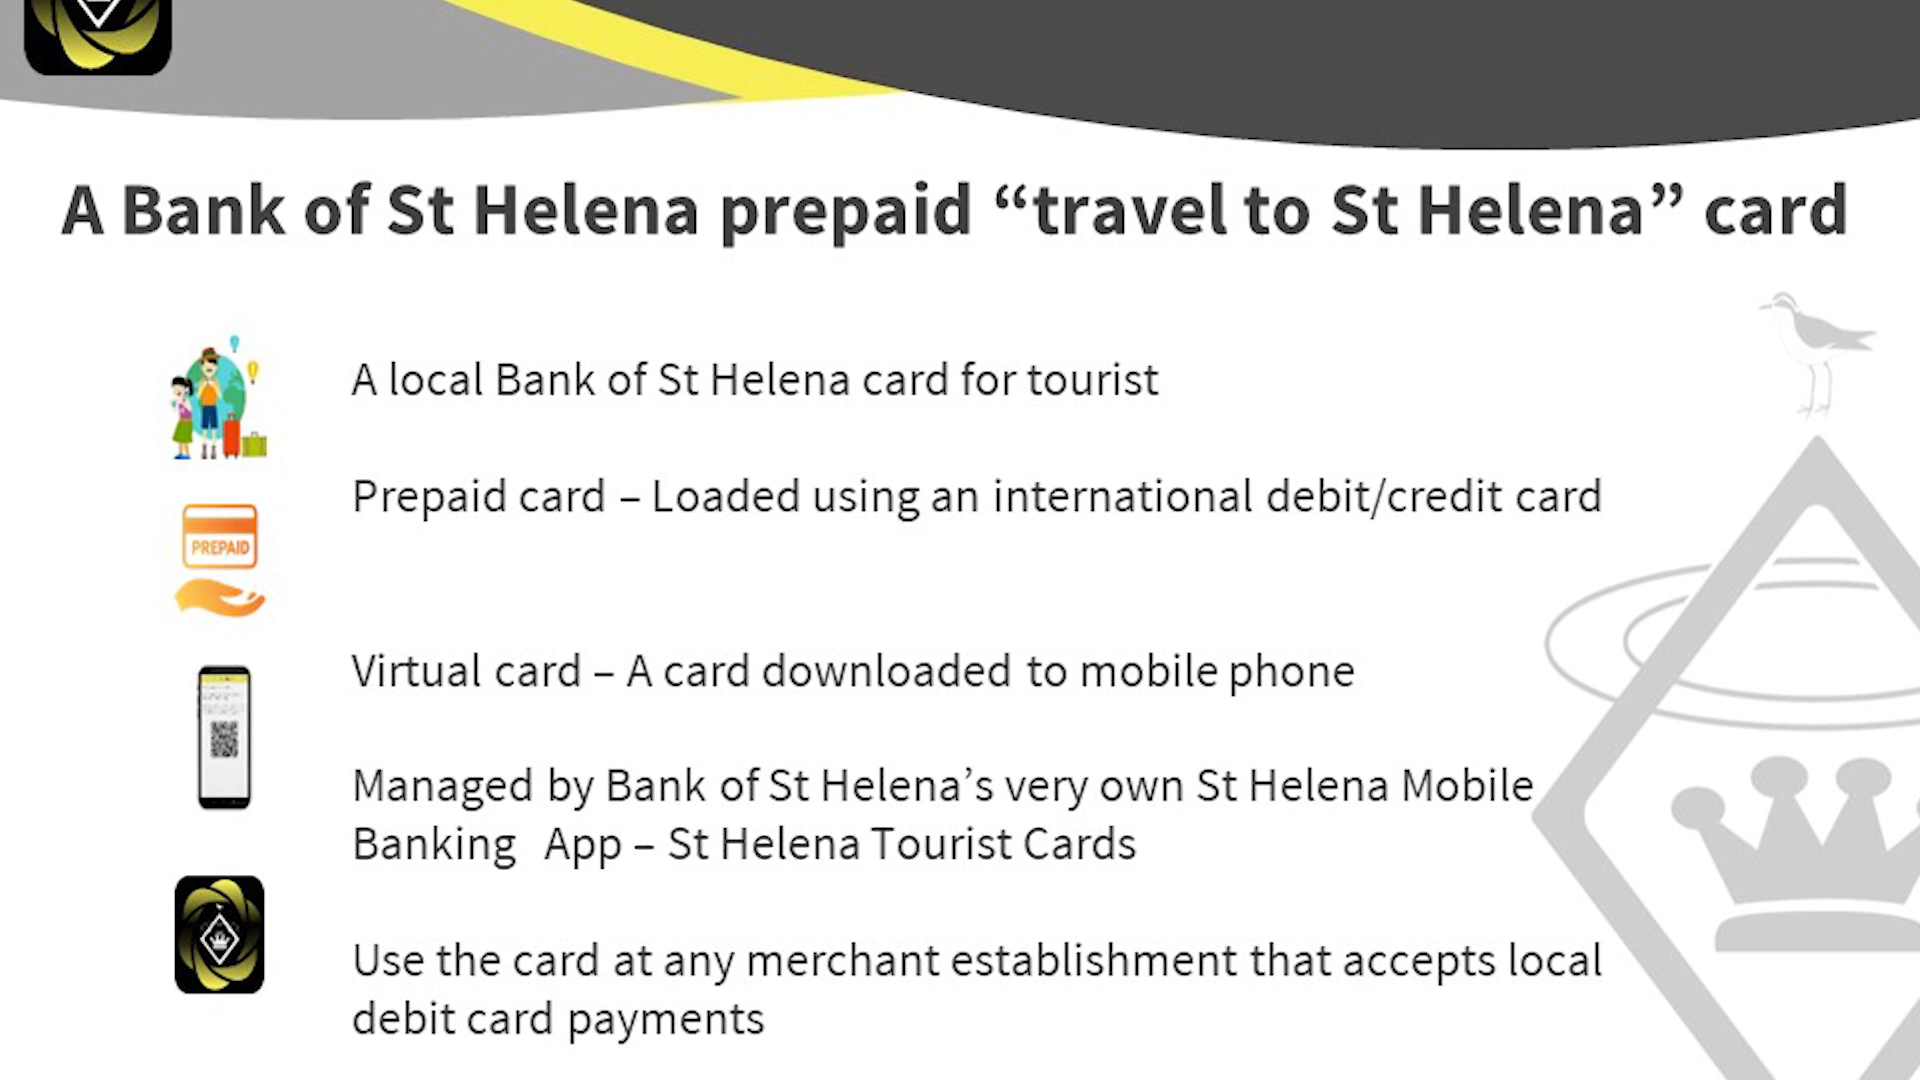 A Bank of St Helena prepaid “travel to St Helena” card
A local Bank of St Helena card for tourist
Prepaid card – Loaded using an international debit/credit card
PREPAID
Virtual card – A card downloaded to mobile phone
Managed by Bank of St Helena’s very own St Helena Mobile
Banking App – St Helena Tourist Cards
Use the card at any merchant establishment that accepts local
debit card payments